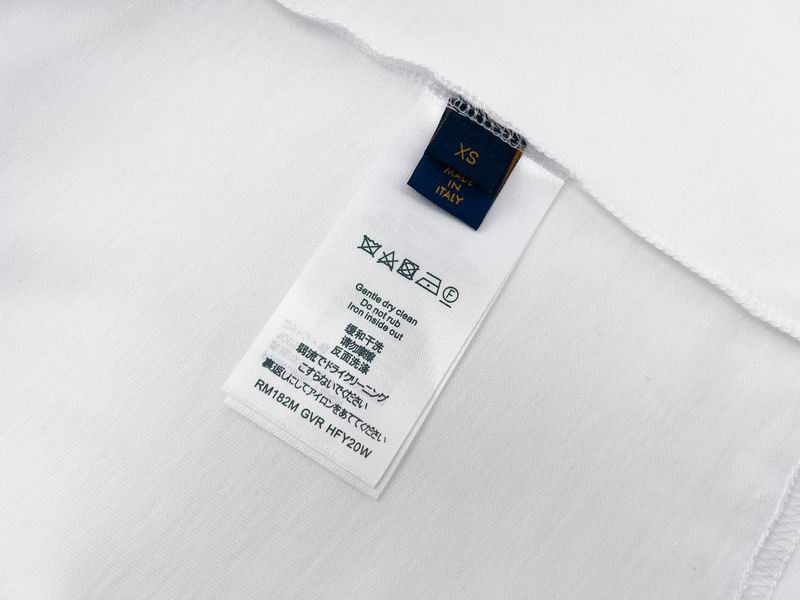 XS
MADE
IN
ITALY
F
Gentle dry clean
Do not rub
Iron inside out
缓和干洗
请勿摩擦
反面洗涤
弱流でドライクリーニング
こすらないでください
裏返しにしてアイロンをあててください
RM182M GVR HFY20W